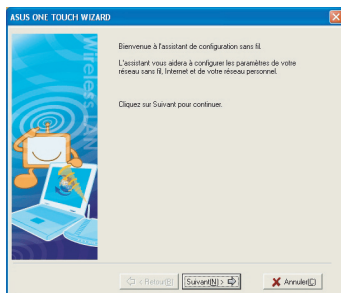 ASUS ONE TOUCH WIZARD
Wireless LAN
Bienvenue à l'assistant de configuration sans fil.
L'assistant vous aidera à configurer les paramètres de votre
réseau sans fil, Internet et de votre réseau personnel.
Cliquez sur Suivant pour continuer.
< Retour(B)
Suivant(N) >
Annuler(C)